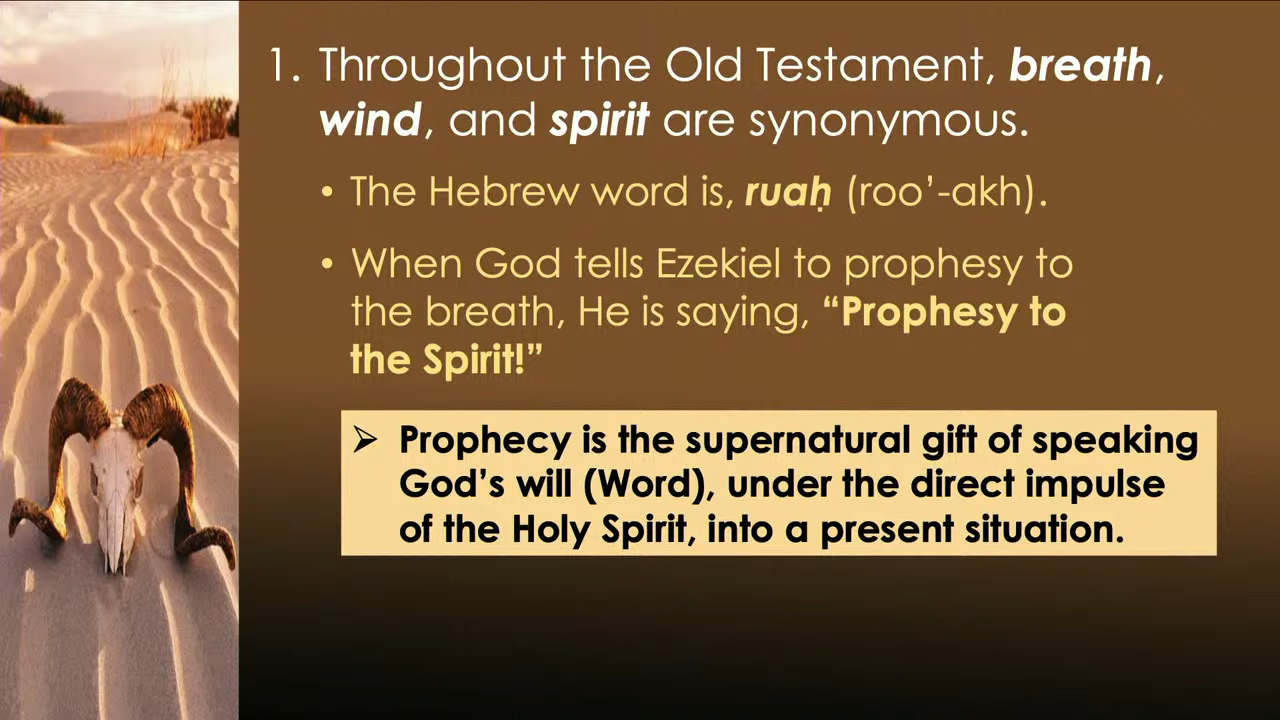 1. Throughout the Old Testament, breath,
wind, and spirit are synonymous.
• The Hebrew word is, ruaḥ (roo’-akh).
• When God tells Ezekiel to prophesy to
the breath, He is saying, “Prophesy to
the Spirit!”
➢ Prophecy is the supernatural gift of speaking
God’s will (Word), under the direct impulse
of the Holy Spirit, into a present situation.